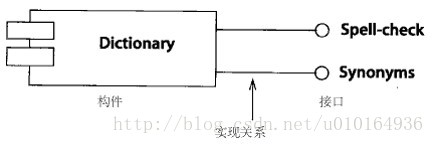 Dictionary
Spell-check
Synonyms
构件
接口
实现关系
http://blog.csdn.net/u010164936